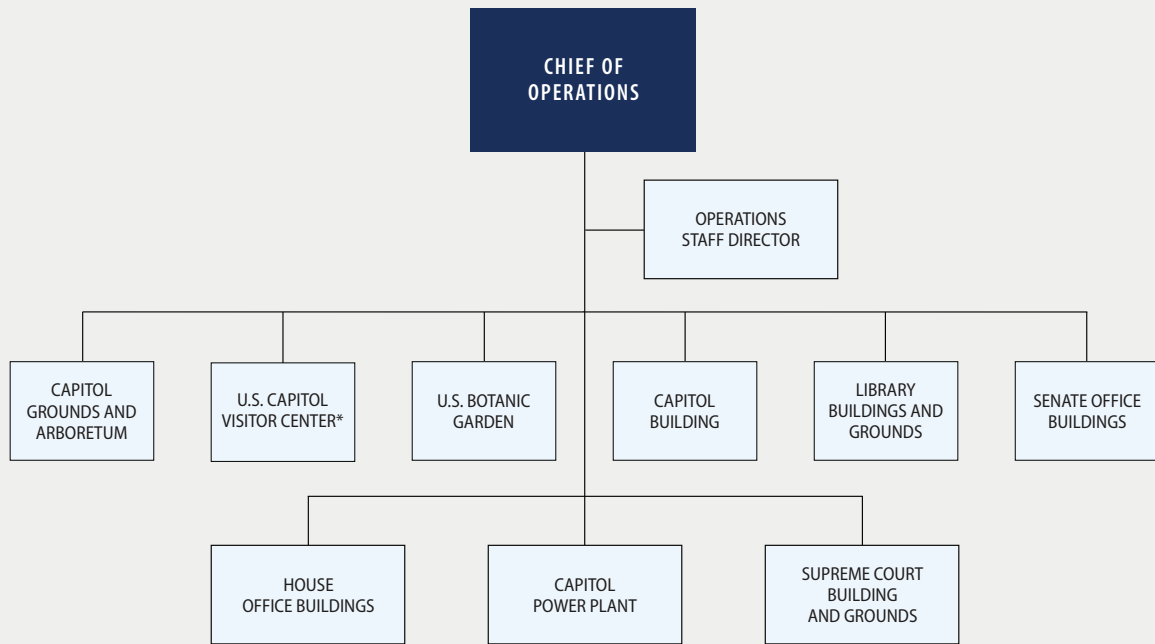 CHIEF OF
OPERATIONS
OPERATIONS
STAFF DIRECTOR
CAPITOL
GROUNDS AND
ARBORETUM
U.S. CAPITOL
VISITOR CENTER*
U.S. BOTANIC
GARDEN
CAPITOL
BUILDING
LIBRARY
BUILDINGS AND
GROUNDS
SENATE OFFICE
BUILDINGS
HOUSE
OFFICE BUILDINGS
CAPITOL
POWER PLANT
SUPREME COURT
BUILDING
AND GROUNDS